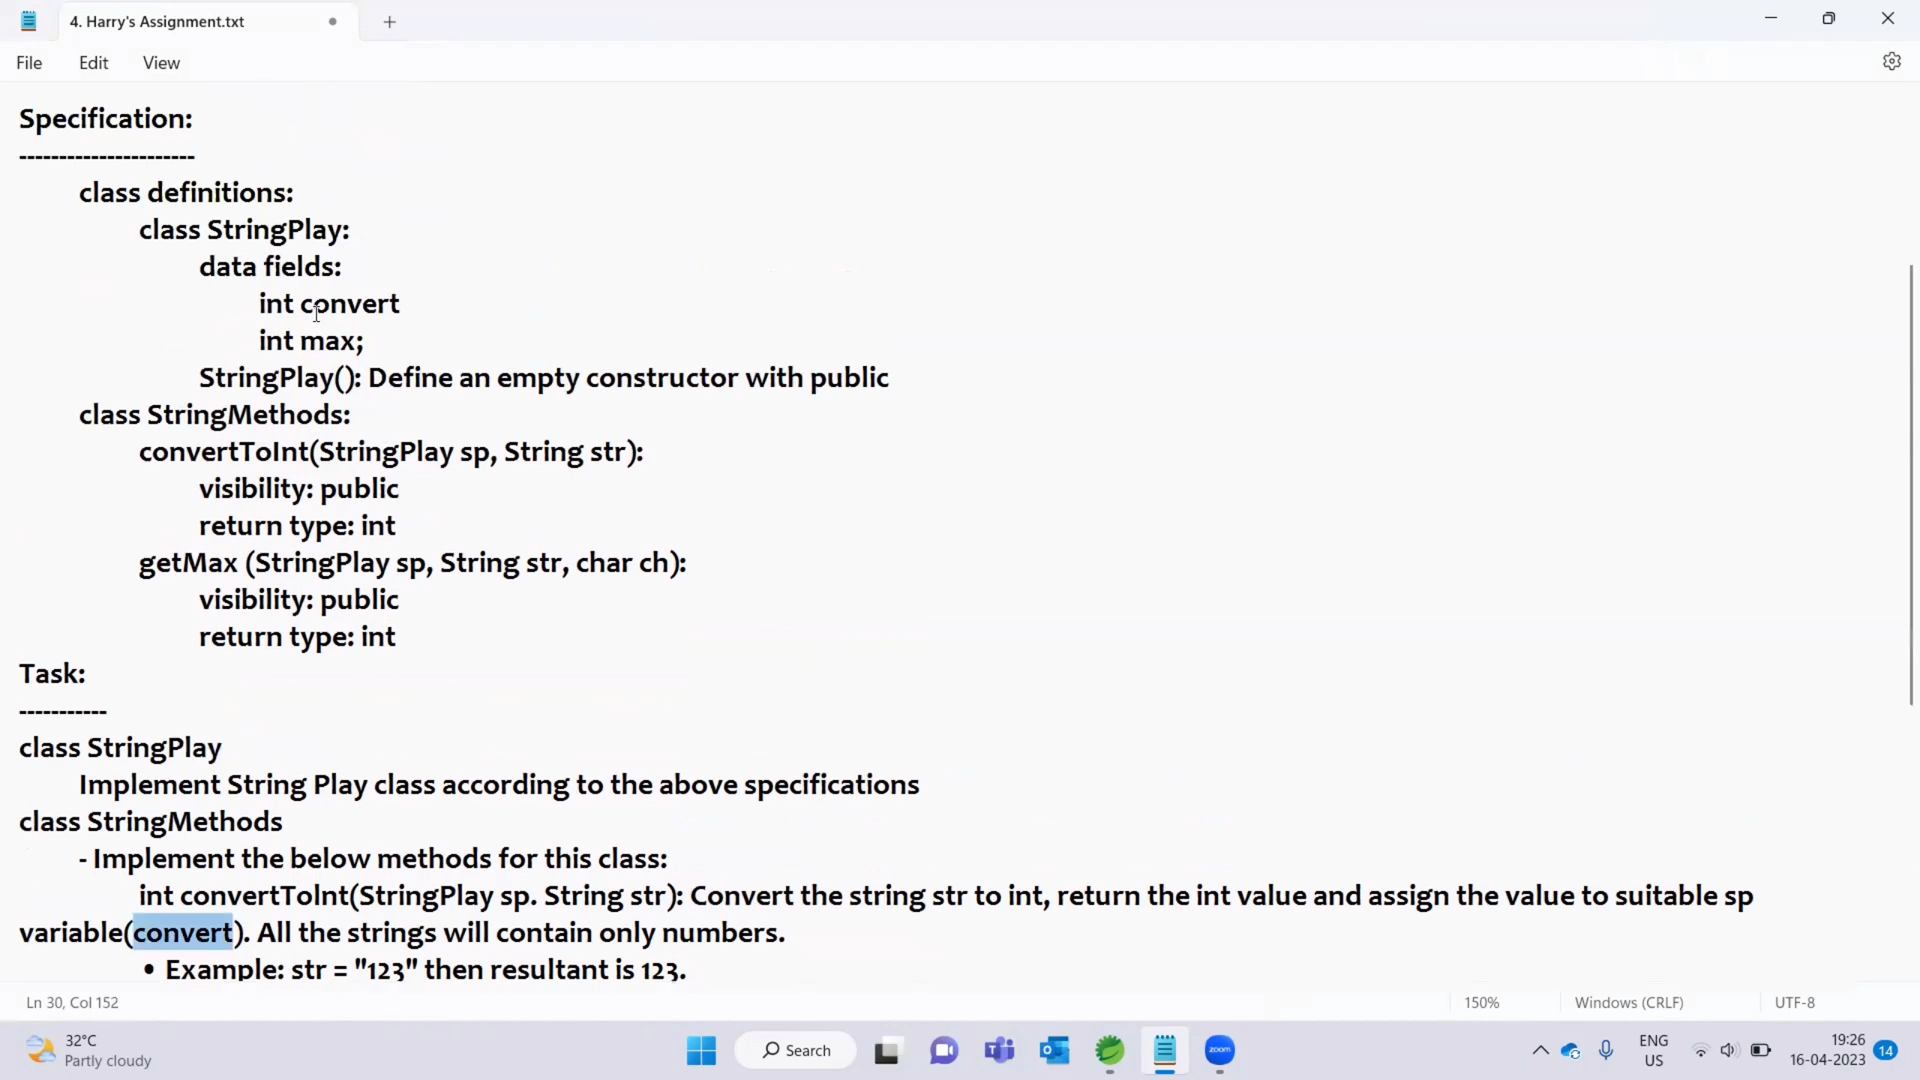 4. Harry's Assignment.txt
File Edit View
Specification:
----------------------
class definitions:
class StringPlay:
data fields:
int convert
int max;
StringPlay(): Define an empty constructor with public
class StringMethods:
convertToInt(StringPlay sp, String str):
visibility: public
return type: int
getMax (StringPlay sp, String str, char ch):
visibility: public
return type: int
Task:
-----------
class StringPlay
Implement String Play class according to the above specifications
class StringMethods
- Implement the below methods for this class:
int convertToInt(StringPlay sp. String str): Convert the string str to int, return the int value and assign the value to suitable sp
variable(convert). All the strings will contain only numbers.
• Example: str = "123" then resultant is 123.
Ln 30, Col 152 150% Windows (CRLF) UTF-8
32°C
Partly cloudy
Search
zoom
ENG
US
19:26
16-04-2023
14